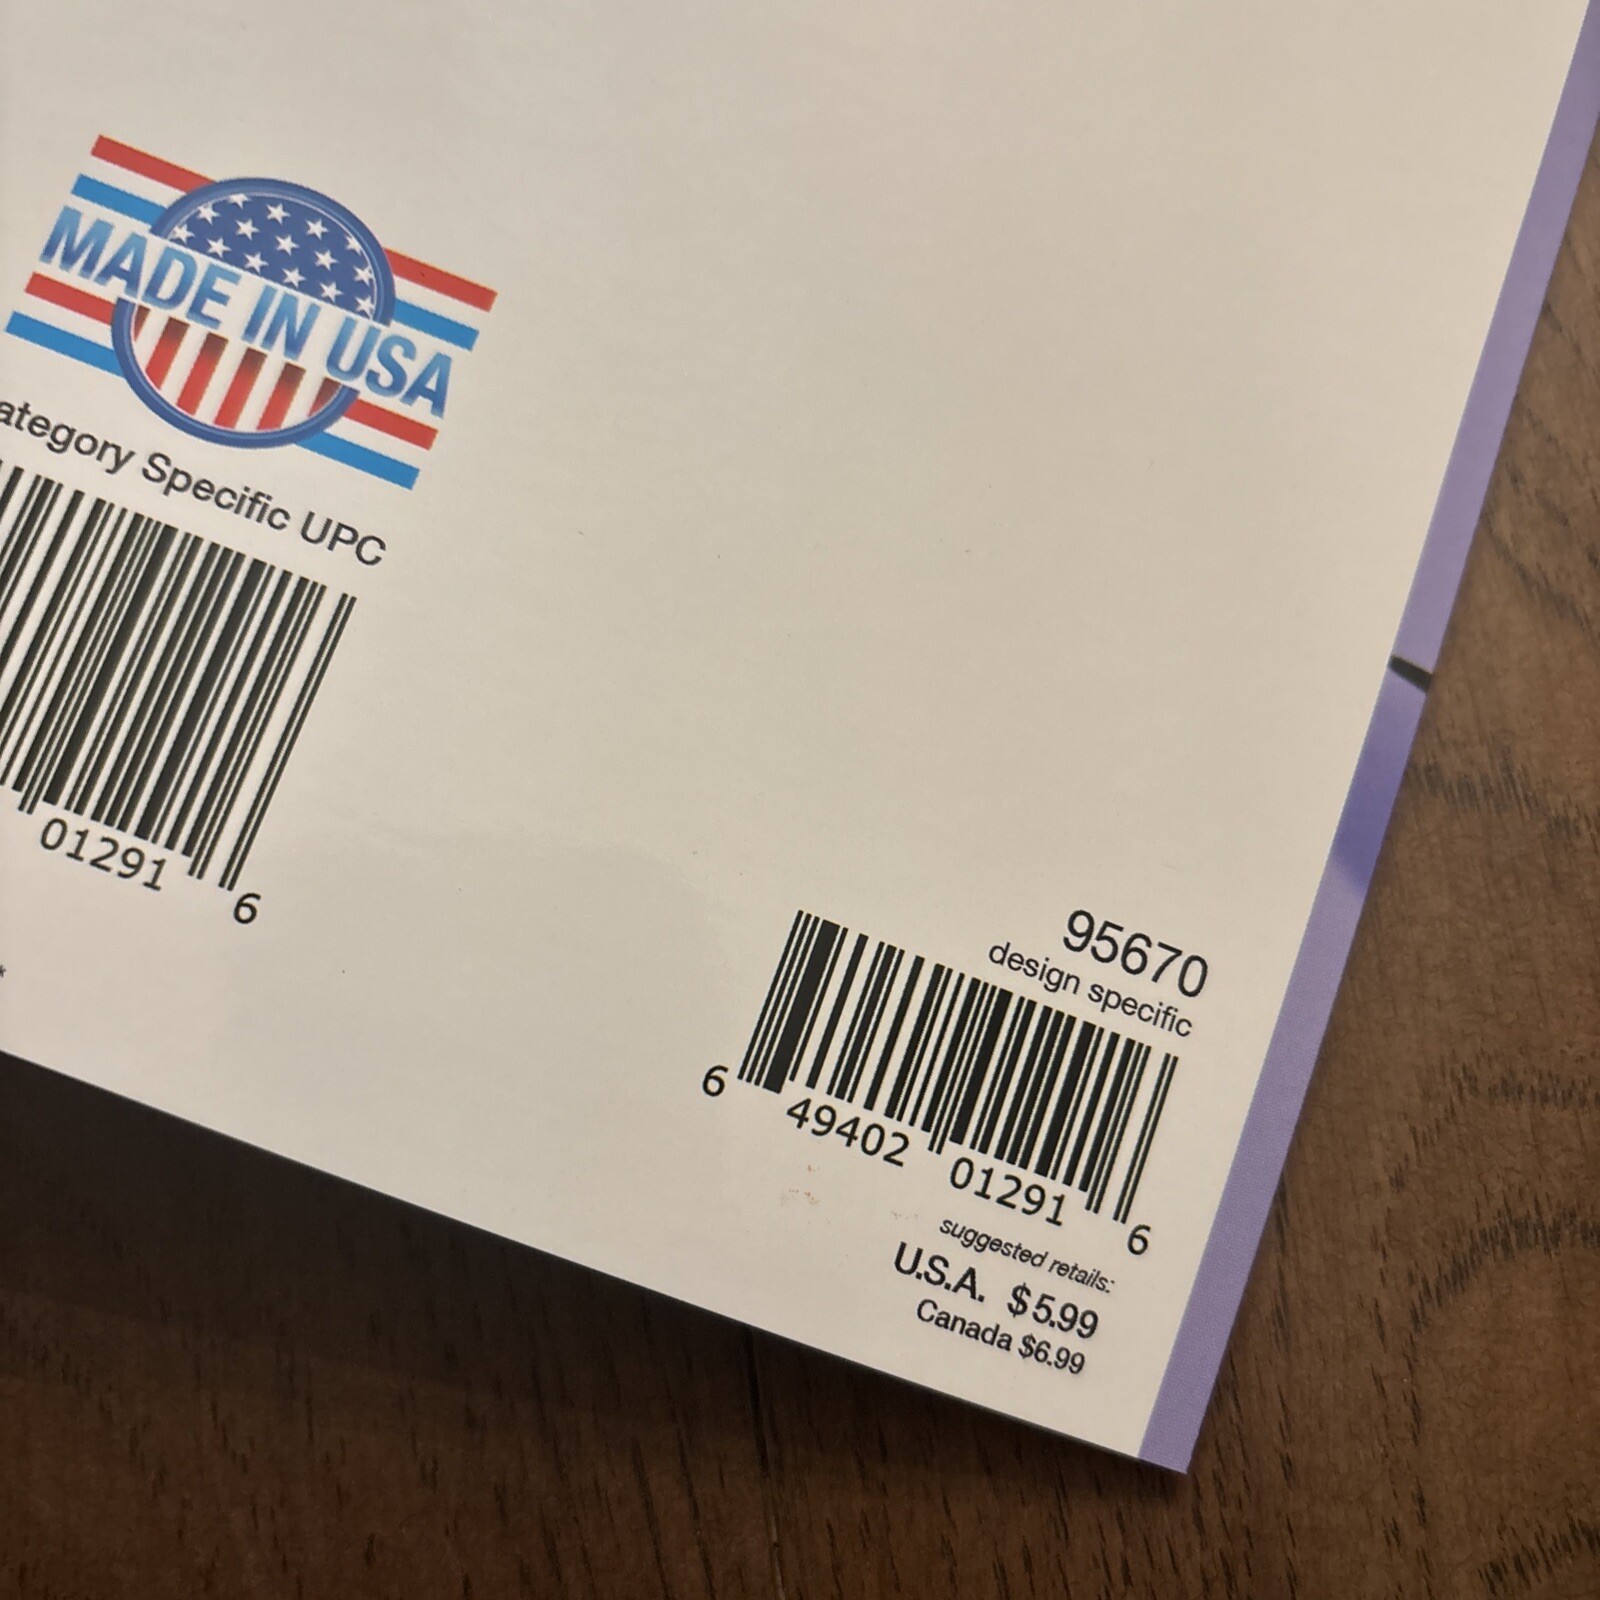 MADE IN USA
ategory Specific UPC
01291
6
*
95670
design specific
6
49402
01291
6
suggested retails:
U.S.A. $5.99
Canada $6.99